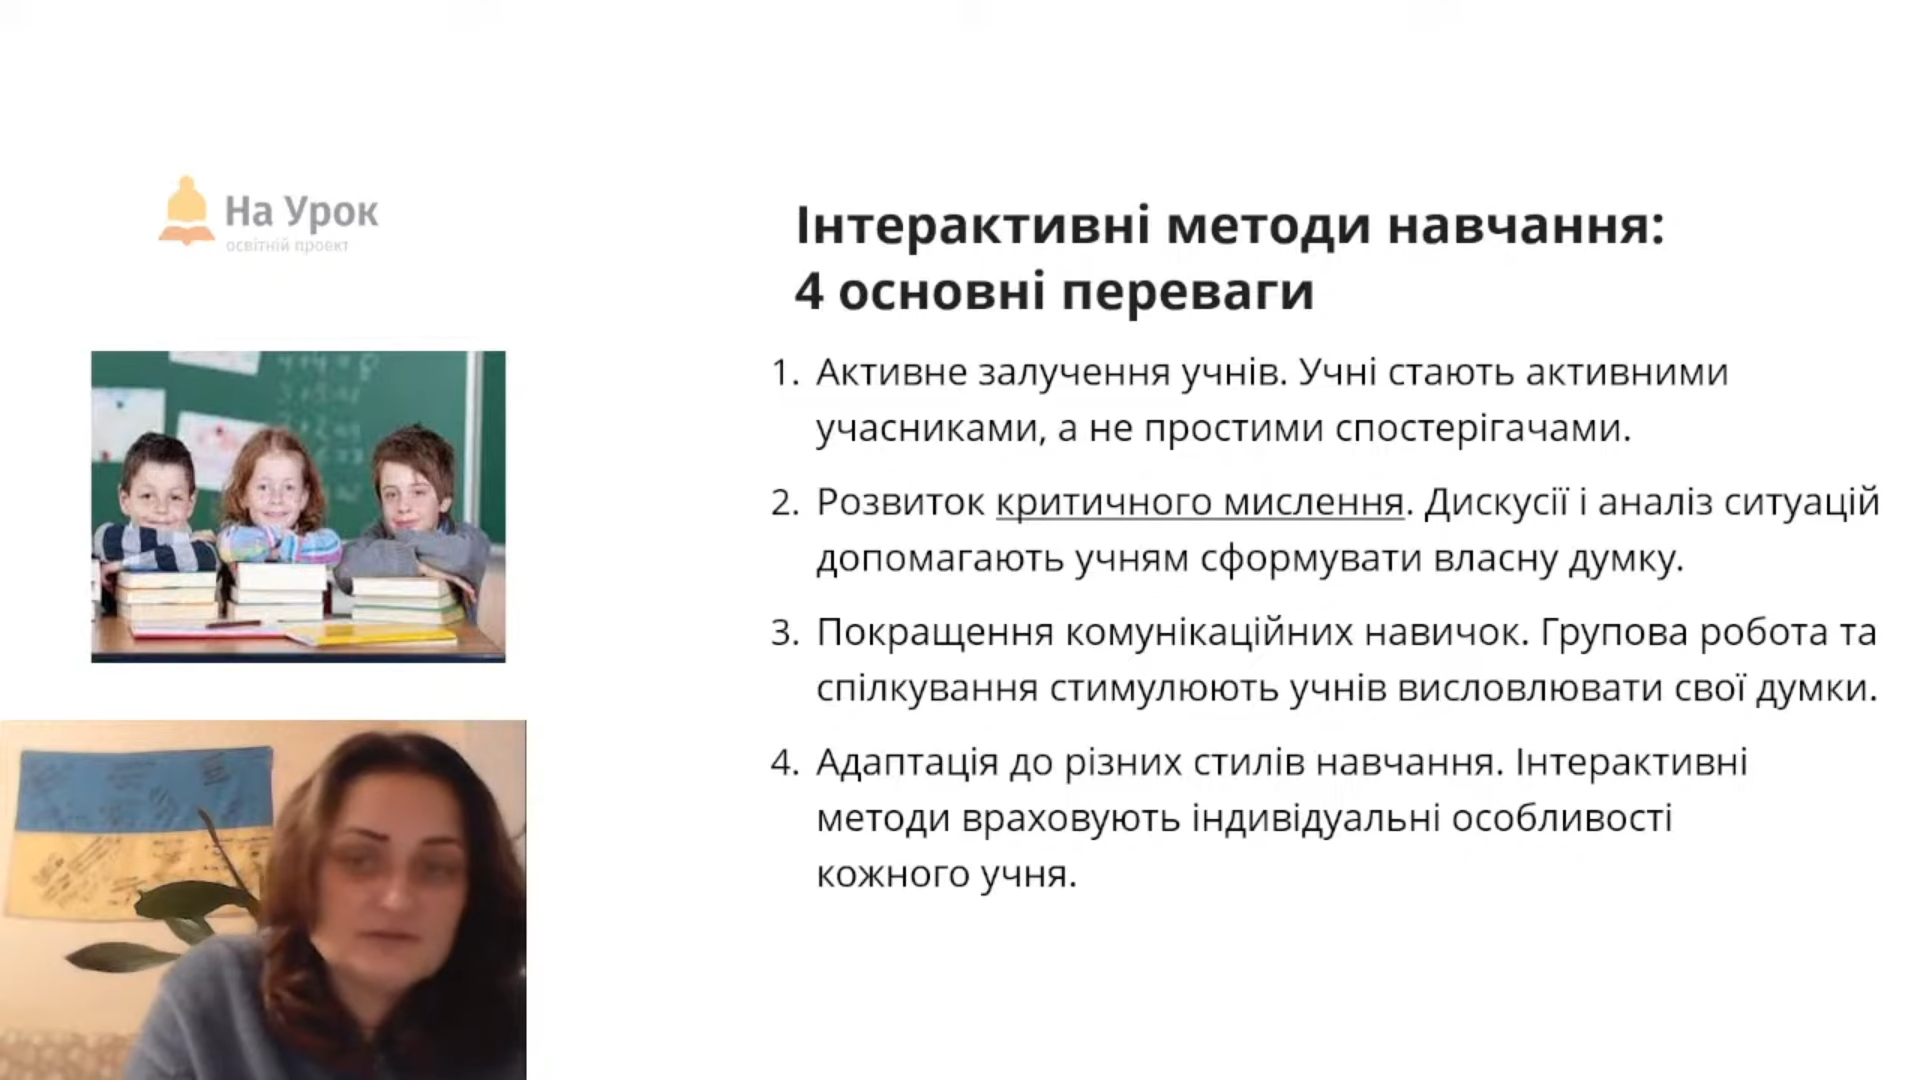 На Урок
освітній проект
Інтерактивні методи навчання:
4 основні переваги
1. Активне залучення учнів. Учні стають активними
учасниками, а не простими спостерігачами.
2. Розвиток критичного мислення. Дискусії і аналіз ситуацій
допомагають учням сформувати власну думку.
3. Покращення комунікаційних навичок. Групова робота та
спілкування стимулюють учнів висловлювати свої думки.
4. Адаптація до різних стилів навчання. Інтерактивні
методи враховують індивідуальні особливості
кожного учня.